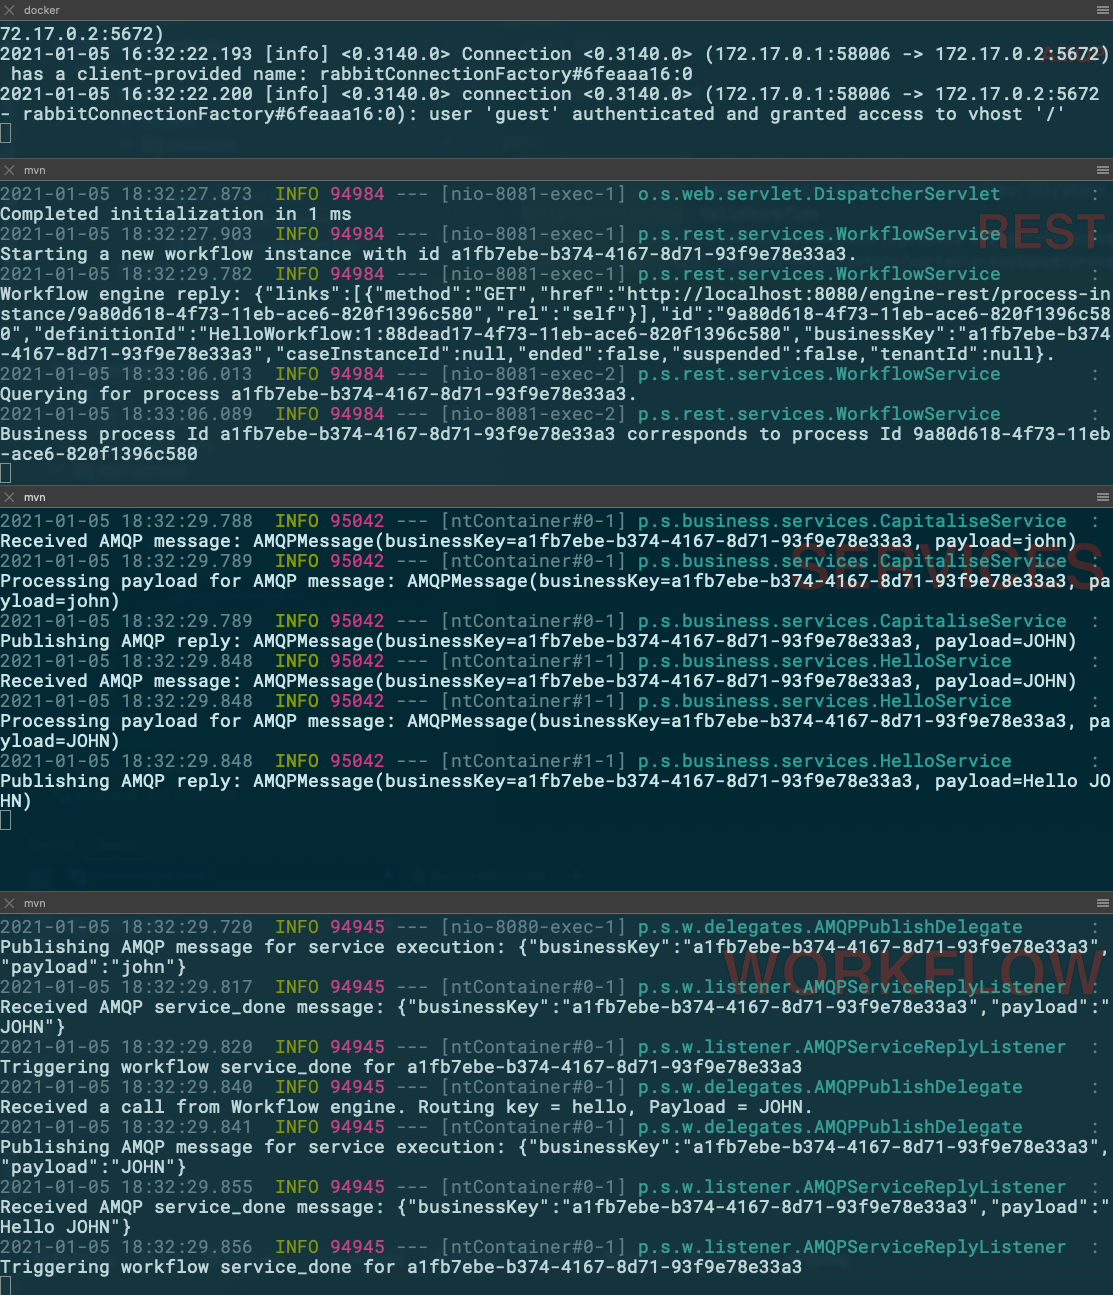 docker
72.17.0.2:5672)
2021-01-05 16:32:22.193 [info] <0.3140.0> Connection <0.3140.0> (172.17.0.1:58006 -> 172.17.0.2:5672)
has a client-provided name: rabbitConnectionFactory#6feaaa16:0
2021-01-05 16:32:22.200 [info] <0.3140.0> connection <0.3140.0> (172.17.0.1:58006 -> 172.17.0.2:5672
- rabbitConnectionFactory#6feaaa16:0): user 'guest' authenticated and granted access to vhost '/'
mvn
REST
2021-01-05 18:32:27.873 INFO 94984 --- [nio-8081-exec-1] o.s.web.servlet.DispatcherServlet :
Completed initialization in 1 ms
2021-01-05 18:32:27.903 INFO 94984 --- [nio-8081-exec-1] p.s.rest.services.WorkflowService :
Starting a new workflow instance with id a1fb7ebe-b374-4167-8d71-93f9e78e33a3.
2021-01-05 18:32:29.782 INFO 94984 --- [nio-8081-exec-1] p.s.rest.services.WorkflowService :
Workflow engine reply: {"links":[{"method":"GET","href":"http://localhost:8080/engine-rest/process-in
stance/9a80d618-4f73-11eb-ace6-820f1396c580","rel":"self"}],"id":"9a80d618-4f73-11eb-ace6-820f1396c58
0","definitionId":"HelloWorkflow:1:88dead17-4f73-11eb-ace6-820f1396c580","businessKey":"a1fb7ebe-b374
-4167-8d71-93f9e78e33a3","caseInstanceId":null,"ended":false,"suspended":false,"tenantId":null}.
2021-01-05 18:33:06.013 INFO 94984 --- [nio-8081-exec-2] p.s.rest.services.WorkflowService :
Querying for process a1fb7ebe-b374-4167-8d71-93f9e78e33a3.
2021-01-05 18:33:06.089 INFO 94984 --- [nio-8081-exec-2] p.s.rest.services.WorkflowService :
Business process Id a1fb7ebe-b374-4167-8d71-93f9e78e33a3 corresponds to process Id 9a80d618-4f73-11eb
-ace6-820f1396c580
mvn
SERVICES
2021-01-05 18:32:29.788 INFO 95042 --- [ntContainer#0-1] p.s.business.services.CapitaliseService :
Received AMQP message: AMQPMessage(businessKey=a1fb7ebe-b374-4167-8d71-93f9e78e33a3, payload=john)
2021-01-05 18:32:29.789 INFO 95042 --- [ntContainer#0-1] p.s.business.services.CapitaliseService :
Processing payload for AMQP message: AMQPMessage(businessKey=a1fb7ebe-b374-4167-8d71-93f9e78e33a3, pa
yload=john)
2021-01-05 18:32:29.789 INFO 95042 --- [ntContainer#0-1] p.s.business.services.CapitaliseService :
Publishing AMQP reply: AMQPMessage(businessKey=a1fb7ebe-b374-4167-8d71-93f9e78e33a3, payload=JOHN)
2021-01-05 18:32:29.848 INFO 95042 --- [ntContainer#1-1] p.s.business.services.HelloService :
Received AMQP message: AMQPMessage(businessKey=a1fb7ebe-b374-4167-8d71-93f9e78e33a3, payload=JOHN)
2021-01-05 18:32:29.848 INFO 95042 --- [ntContainer#1-1] p.s.business.services.HelloService :
Processing payload for AMQP message: AMQPMessage(businessKey=a1fb7ebe-b374-4167-8d71-93f9e78e33a3, pa
yload=JOHN)
2021-01-05 18:32:29.848 INFO 95042 --- [ntContainer#1-1] p.s.business.services.HelloService :
Publishing AMQP reply: AMQPMessage(businessKey=a1fb7ebe-b374-4167-8d71-93f9e78e33a3, payload=Hello JO
HN)
mvn
WORKFLOW
2021-01-05 18:32:29.720 INFO 94945 --- [nio-8080-exec-1] p.s.w.delegates.AMQPPublishDelegate :
Publishing AMQP message for service execution: {"businessKey":"a1fb7ebe-b374-4167-8d71-93f9e78e33a3",
"payload":"john"}
2021-01-05 18:32:29.817 INFO 94945 --- [ntContainer#0-1] p.s.w.listener.AMQPServiceReplyListener :
Received AMQP service_done message: {"businessKey":"a1fb7ebe-b374-4167-8d71-93f9e78e33a3","payload":"
JOHN"}
2021-01-05 18:32:29.820 INFO 94945 --- [ntContainer#0-1] p.s.w.listener.AMQPServiceReplyListener :
Triggering workflow service_done for a1fb7ebe-b374-4167-8d71-93f9e78e33a3
2021-01-05 18:32:29.840 INFO 94945 --- [ntContainer#0-1] p.s.w.delegates.AMQPPublishDelegate :
Received a call from Workflow engine. Routing key = hello, Payload = JOHN.
2021-01-05 18:32:29.841 INFO 94945 --- [ntContainer#0-1] p.s.w.delegates.AMQPPublishDelegate :
Publishing AMQP message for service execution: {"businessKey":"a1fb7ebe-b374-4167-8d71-93f9e78e33a3",
"payload":"JOHN"}
2021-01-05 18:32:29.855 INFO 94945 --- [ntContainer#0-1] p.s.w.listener.AMQPServiceReplyListener :
Received AMQP service_done message: {"businessKey":"a1fb7ebe-b374-4167-8d71-93f9e78e33a3","payload":"
Hello JOHN"}
2021-01-05 18:32:29.856 INFO 94945 --- [ntContainer#0-1] p.s.w.listener.AMQPServiceReplyListener :
Triggering workflow service_done for a1fb7ebe-b374-4167-8d71-93f9e78e33a3